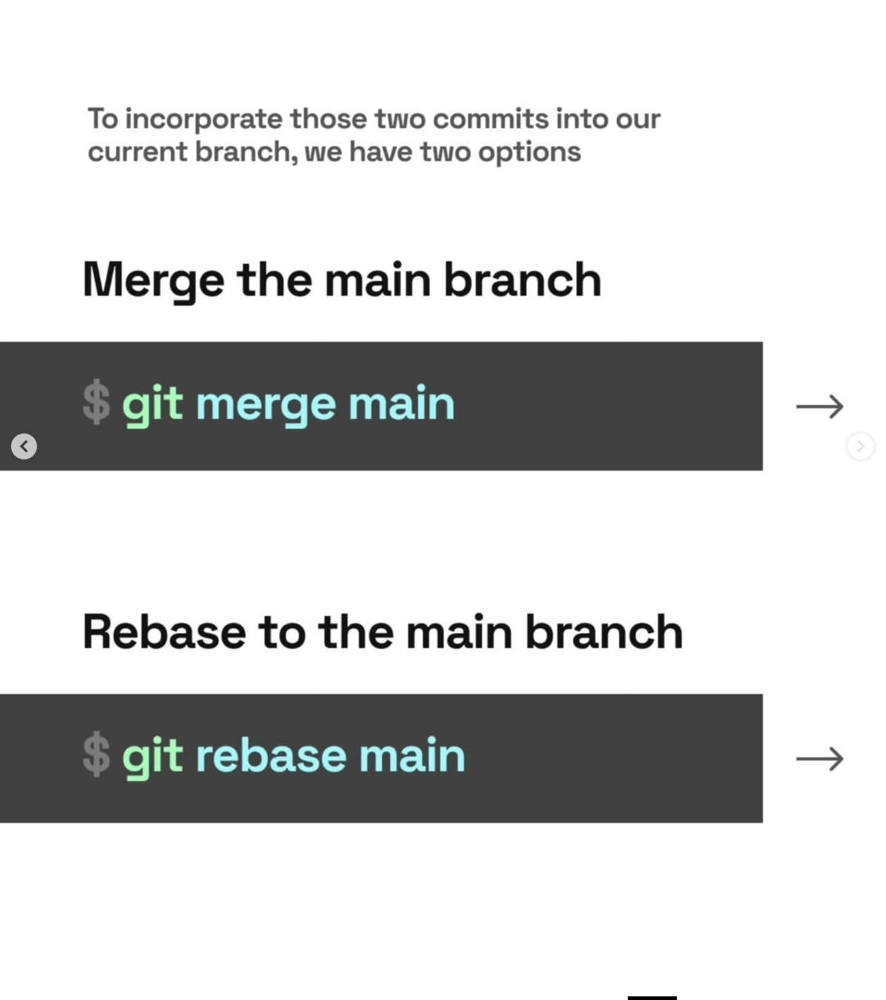 To incorporate those two commits into our
current branch, we have two options
Merge the main branch
$ git merge main
Rebase to the main branch
$ git rebase main